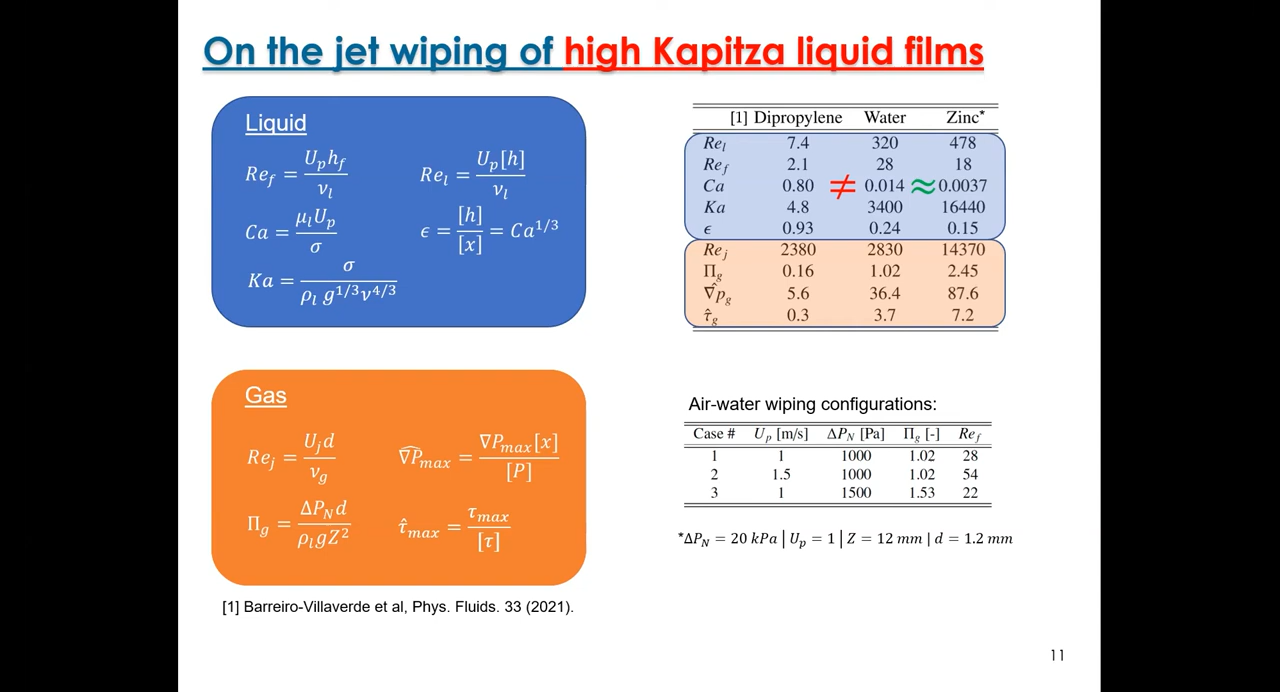 On the jet wiping of high Kapitza liquid films
Liquid
Re_f = U_p h_f / ν_l
Re_l = U_p [h] / ν_l
Ca = μ_l U_p / σ
ϵ = [h] / [x] = Ca^{1/3}
Ka = σ / ρ_l g^{1/3} ν^{4/3}
Gas
Re_j = U_j d / ν_g
∇̂P_max = ∇P_max [x] / [P]
Π_g = ΔP_N d / ρ_l g Z^2
τ̂_max = τ_max / [τ]
[1] Barreiro-Villaverde et al, Phys. Fluids. 33 (2021).
[1] Dipropylene Water Zinc*
Re_l 7.4 320 478
Re_f 2.1 28 18
Ca 0.80 ≠ 0.014 ≈ 0.0037
Ka 4.8 3400 16440
ϵ 0.93 0.24 0.15
Re_j 2380 2830 14370
Π_g 0.16 1.02 2.45
∇̂p_g 5.6 36.4 87.6
τ̂_g 0.3 3.7 7.2
Air-water wiping configurations:
Case # U_p [m/s] ΔP_N [Pa] Π_g [-] Re_f
1 1 1000 1.02 28
2 1.5 1000 1.02 54
3 1 1500 1.53 22
*ΔP_N = 20 kPa | U_p = 1 | Z = 12 mm | d = 1.2 mm
11